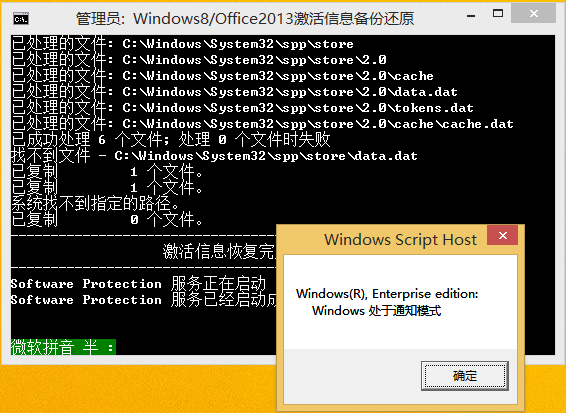 管理员: Windows8/Office2013激活信息备份还原
已处理的文件: C:\Windows\System32\spp\store
已处理的文件: C:\Windows\System32\spp\store\2.0
已处理的文件: C:\Windows\System32\spp\store\2.0\cache
已处理的文件: C:\Windows\System32\spp\store\2.0\data.dat
已处理的文件: C:\Windows\System32\spp\store\2.0\tokens.dat
已处理的文件: C:\Windows\System32\spp\store\2.0\cache\cache.dat
已成功处理 6 个文件; 处理 0 个文件时失败
找不到文件 - C:\Windows\System32\spp\store\data.dat
已复制 1 个文件。
已复制 1 个文件。
系统找不到指定的路径。
已复制 0 个文件。
激活信息恢复完
Software Protection 服务正在启动
Software Protection 服务已经启动成
微软拼音 半 :
Windows Script Host
Windows(R), Enterprise edition:
Windows 处于通知模式
确定